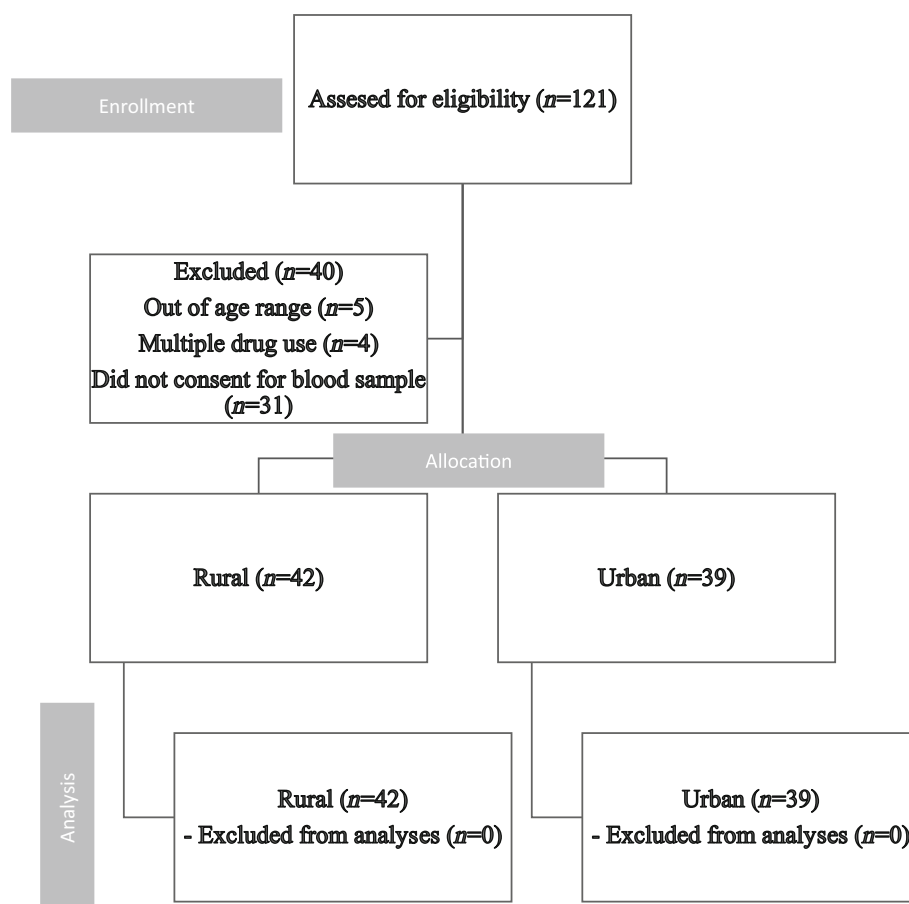 Enrollment
Assesed for eligibility (n=121)
Excluded (n=40)
Out of age range (n=5)
Multiple drug use (n=4)
Did not consent for blood sample
(n=31)
Allocation
Rural (n=42)
Urban (n=39)
Analysis
Rural (n=42)
- Excluded from analyses (n=0)
Urban (n=39)
- Excluded from analyses (n=0)